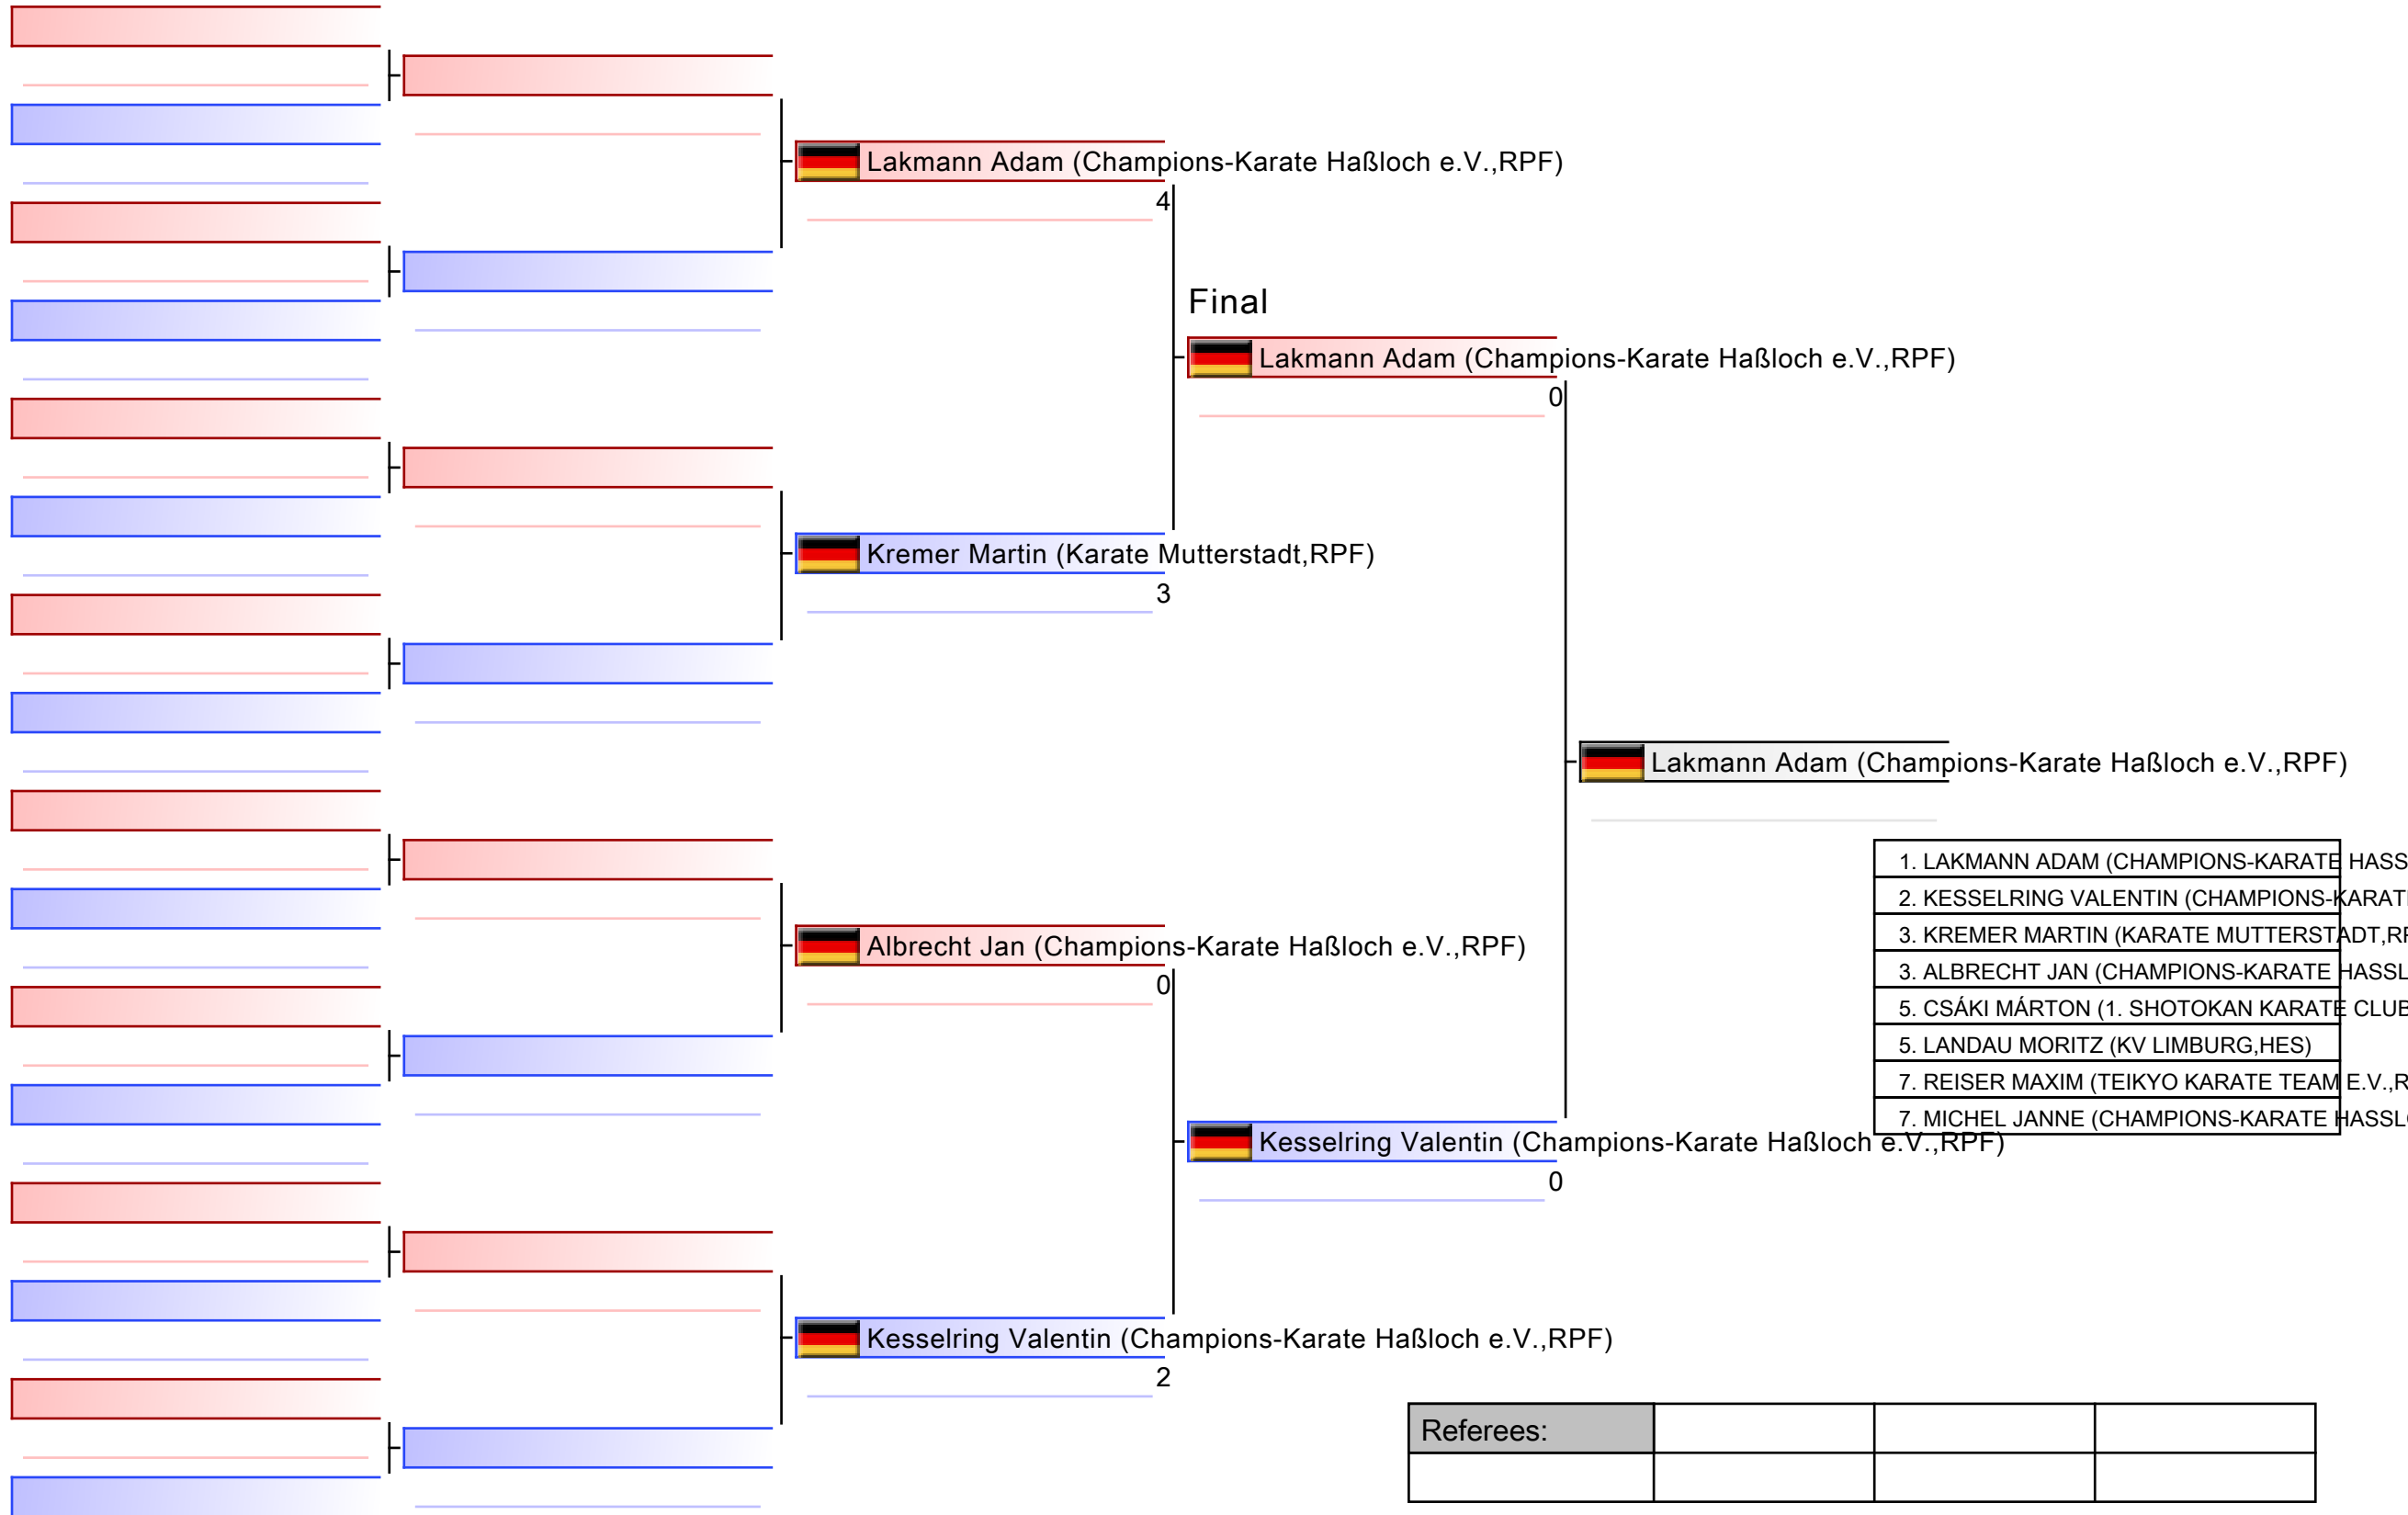 Lakmann Adam (Champions-Karate Haßloch e.V.,RPF)
4
Final
Lakmann Adam (Champions-Karate Haßloch e.V.,RPF)
0
Kremer Martin (Karate Mutterstadt,RPF)
3
Lakmann Adam (Champions-Karate Haßloch e.V.,RPF)
1. LAKMANN ADAM (CHAMPIONS-KARATE HASS
2. KESSELRING VALENTIN (CHAMPIONS-KARATE
3. KREMER MARTIN (KARATE MUTTERSTADT,RP
3. ALBRECHT JAN (CHAMPIONS-KARATE HASSL
5. CSÁKI MÁRTON (1. SHOTOKAN KARATE CLUB
5. LANDAU MORITZ (KV LIMBURG,HES)
7. REISER MAXIM (TEIKYO KARATE TEAM E.V.,R
7. MICHEL JANNE (CHAMPIONS-KARATE HASSLO
Albrecht Jan (Champions-Karate Haßloch e.V.,RPF)
0
Kesselring Valentin (Champions-Karate Haßloch e.V.,RPF)
0
Kesselring Valentin (Champions-Karate Haßloch e.V.,RPF)
2
Referees: